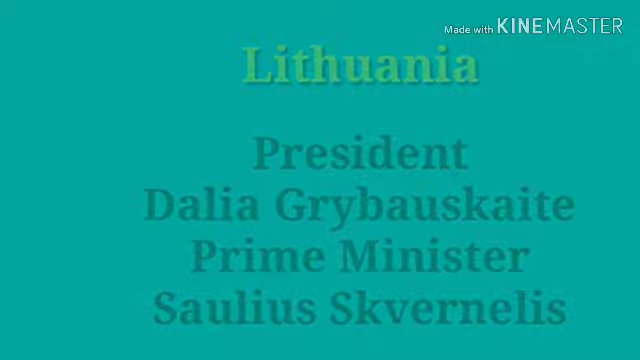 Made with KINEMASTER
Lithuania
President
Dalia Grybauskaite
Prime Minister
Saulius Skvernelis